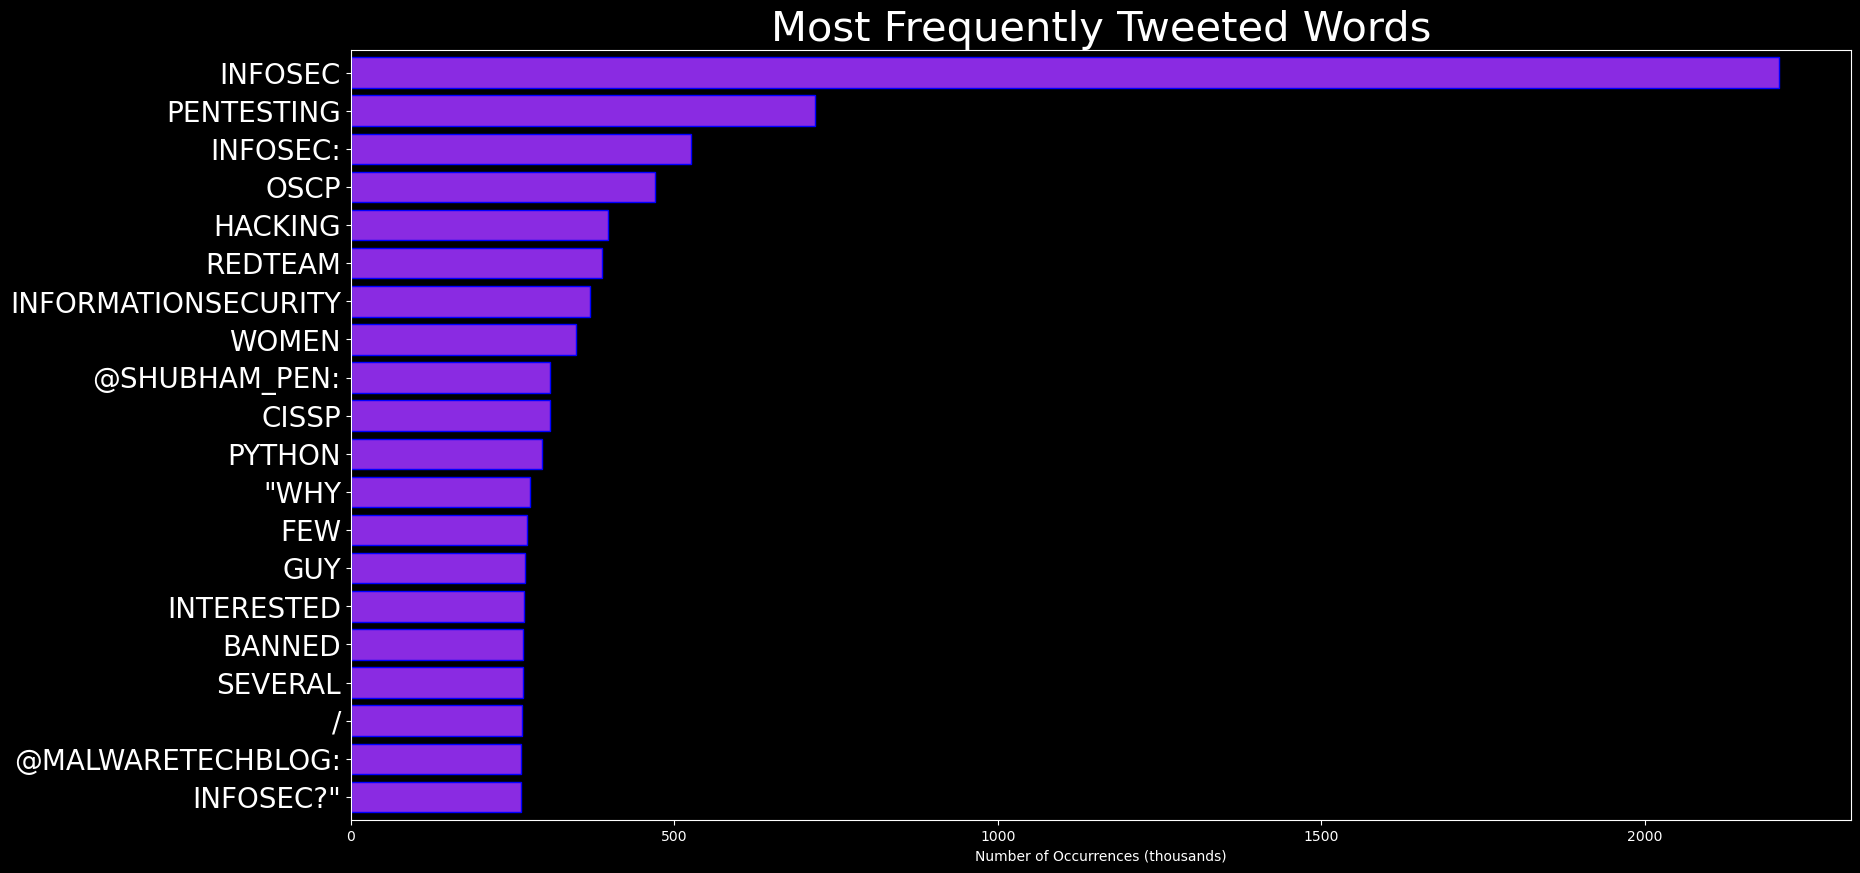 Most Frequently Tweeted Words
INFOSEC
PENTESTING
INFOSEC:
OSCP
HACKING
REDTEAM
INFORMATIONSECURITY
WOMEN
@SHUBHAM_PEN:
CISSP
PYTHON
"WHY
FEW
GUY
INTERESTED
BANNED
SEVERAL
/
@MALWARETECHBLOG:
INFOSEC?"
0 500 1000 1500 2000
Number of Occurrences (thousands)